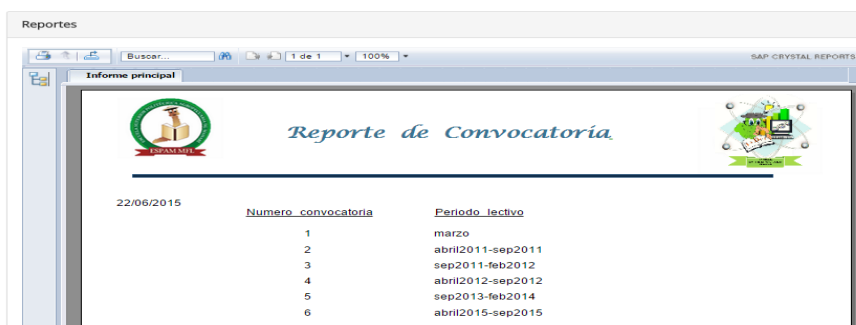 Reportes
Buscar... 1 de 1 100% SAP CRYSTAL REPORTS
Informe principal
Reporte de Convocatoria
ESPAM MFL
22/06/2015
Numero convocatoria Periodo lectivo
1 marzo
2 abril2011-sep2011
3 sep2011-feb2012
4 abril2012-sep2012
5 sep2013-feb2014
6 abril2015-sep2015